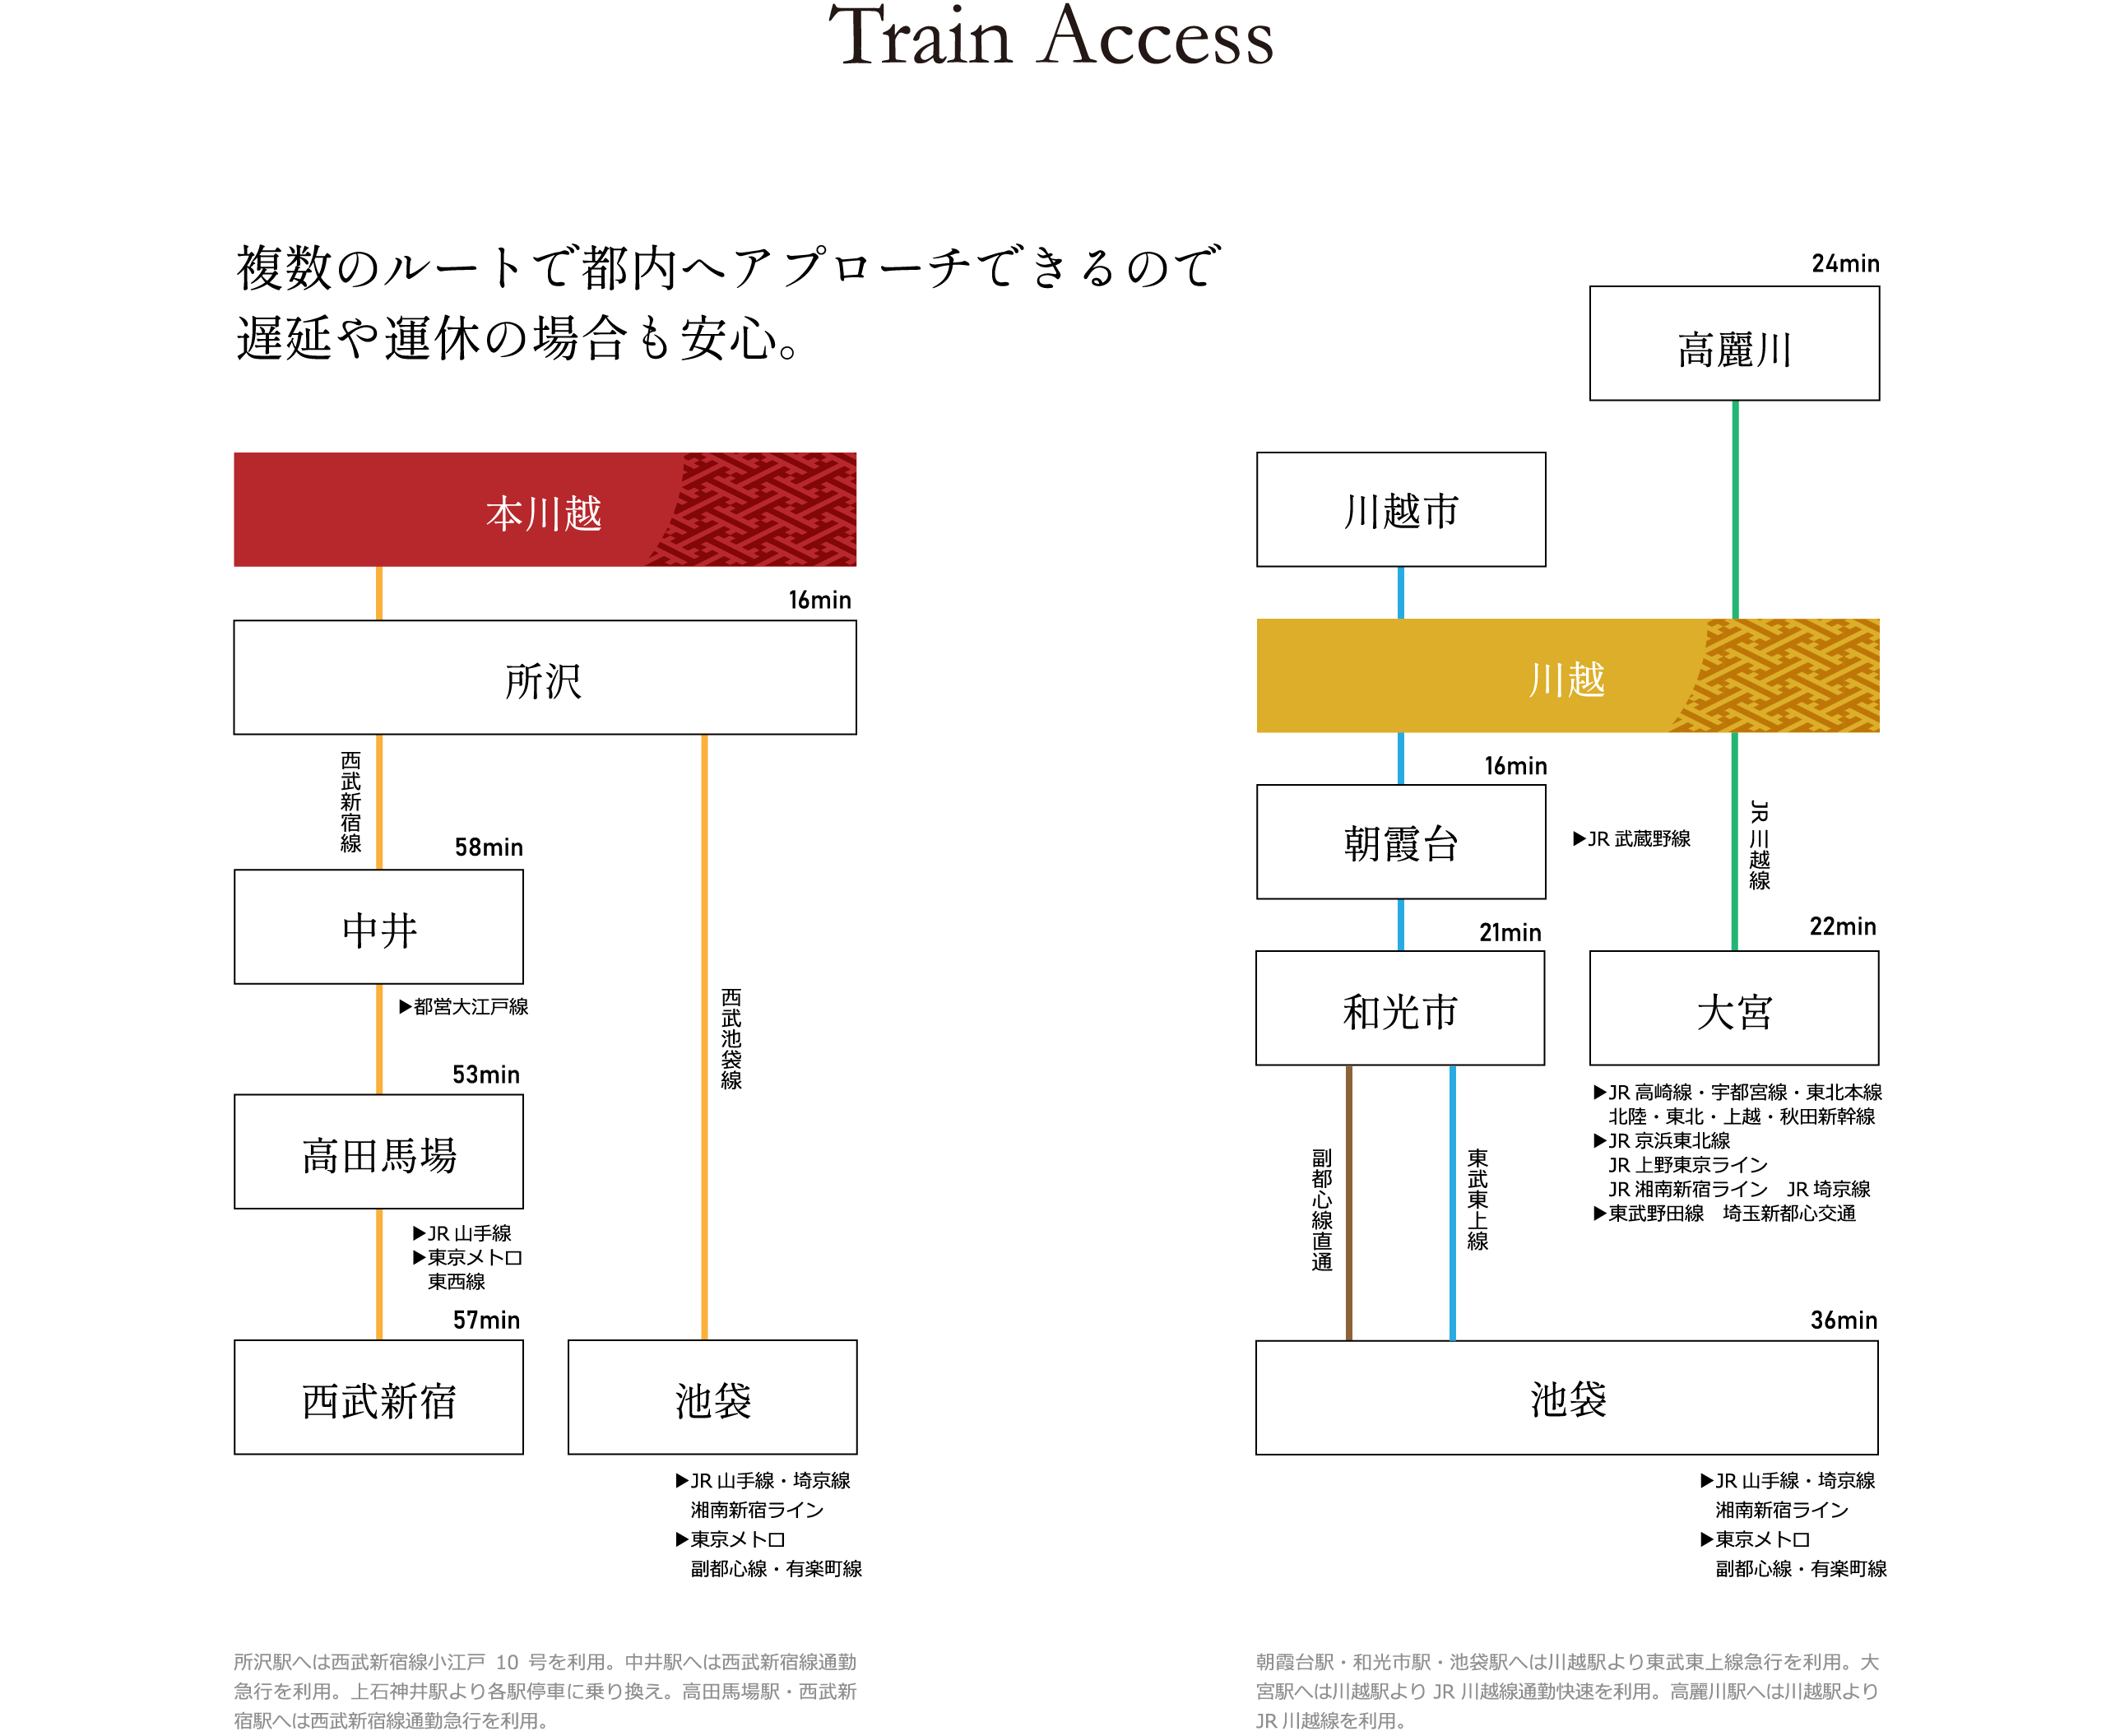 Train Access
複数のルートで都内へアプローチできるので
遅延や運休の場合も安心。
本川越
16min
所沢
西武新宿線
58min
中井
▶都営大江戸線
西武池袋線
53min
高田馬場
▶JR 山手線
▶東京メトロ
東西線
57min
西武新宿
池袋
▶JR 山手線・埼京線
湘南新宿ライン
▶東京メトロ
副都心線・有楽町線
所沢駅へは西武新宿線小江戸 10 号を利用。中井駅へは西武新宿線通勤
急行を利用。上石神井駅より各駅停車に乗り換え。高田馬場駅・西武新
宿駅へは西武新宿線通勤急行を利用。
24min
高麗川
川越市
川越
16min
朝霞台
▶JR 武蔵野線
JR 川越線
21min
和光市
22min
大宮
▶JR 高崎線・宇都宮線・東北本線
北陸・東北・上越・秋田新幹線
▶JR 京浜東北線
JR 上野東京ライン
JR 湘南新宿ライン　JR 埼京線
▶東武野田線　埼玉新都心交通
副都心線直通
東武東上線
36min
池袋
▶JR 山手線・埼京線
湘南新宿ライン
▶東京メトロ
副都心線・有楽町線
朝霞台駅・和光市駅・池袋駅へは川越駅より東武東上線急行を利用。大
宮駅へは川越駅より JR 川越線通勤快速を利用。高麗川駅へは川越駅より
JR 川越線を利用。